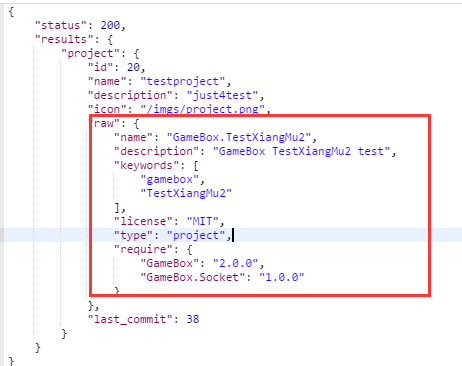 {
    "status": 200,
    "results": {
        "project": {
            "id": 20,
            "name": "testproject",
            "description": "just4test",
            "icon": "/imgs/project.png",
            "raw": {
                "name": "GameBox.TestXiangMu2",
                "description": "GameBox TestXiangMu2 test",
                "keywords": [
                    "gamebox",
                    "TestXiangMu2"
                ],
                "license": "MIT",
                "type": "project",
                "require": {
                    "GameBox": "2.0.0",
                    "GameBox.Socket": "1.0.0"
                }
            },
            "last_commit": 38
        }
    }
}